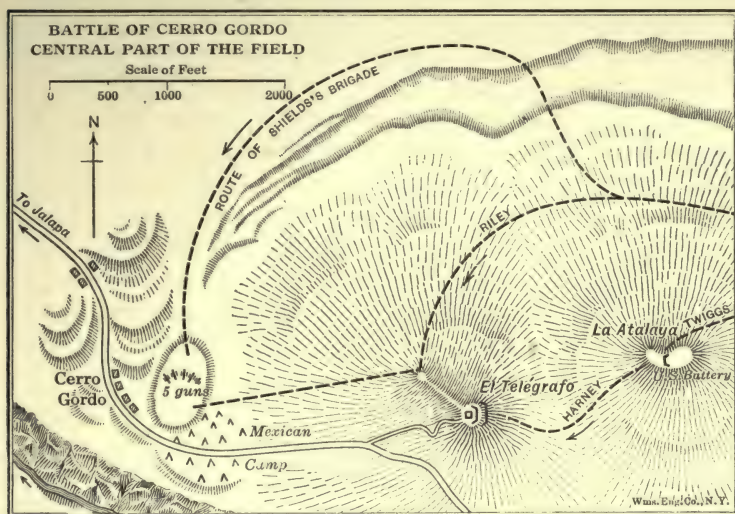 BATTLE OF CERRO GORDO
CENTRAL PART OF THE FIELD
Scale of Feet
0 500 1000 2000
N
ROUTE OF SHIELDS'S BRIGADE
To Jalapa
RILEY
TWIGGS
La Atalaya
U.S. Battery
El Telégrafo
HARNEY
5 guns
Cerro
Gordo
Mexican
Camp
Wms. Eng. Co., N.Y.